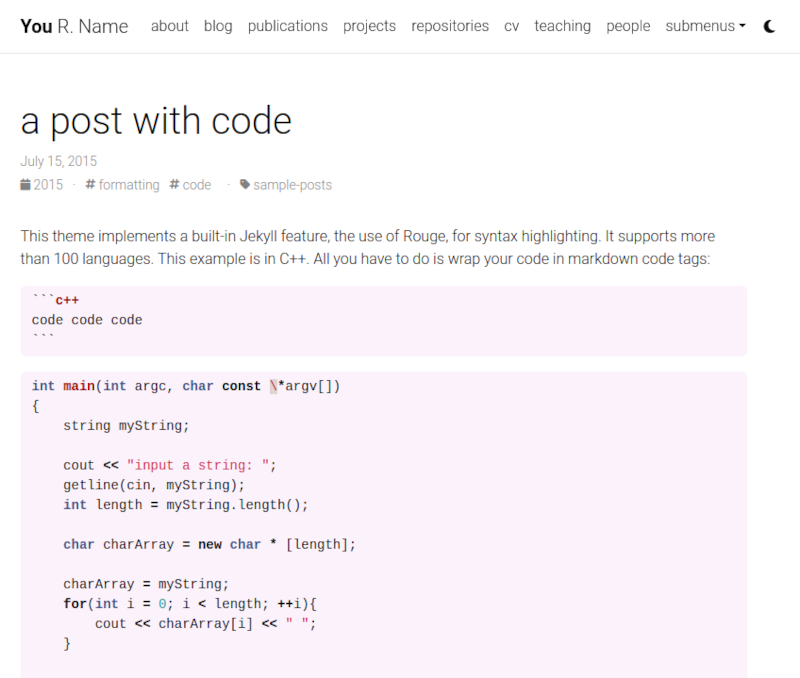 You R. Name about blog publications projects repositories cv teaching people submenus
a post with code
July 15, 2015
2015 · # formatting # code · sample-posts
This theme implements a built-in Jekyll feature, the use of Rouge, for syntax highlighting. It supports more
than 100 languages. This example is in C++. All you have to do is wrap your code in markdown code tags:
```c++
code code code
```
int main(int argc, char const \*argv[])
{
    string myString;
    cout << "input a string: ";
    getline(cin, myString);
    int length = myString.length();
    char charArray = new char * [length];
    charArray = myString;
    for(int i = 0; i < length; ++i){
        cout << charArray[i] << " ";
    }